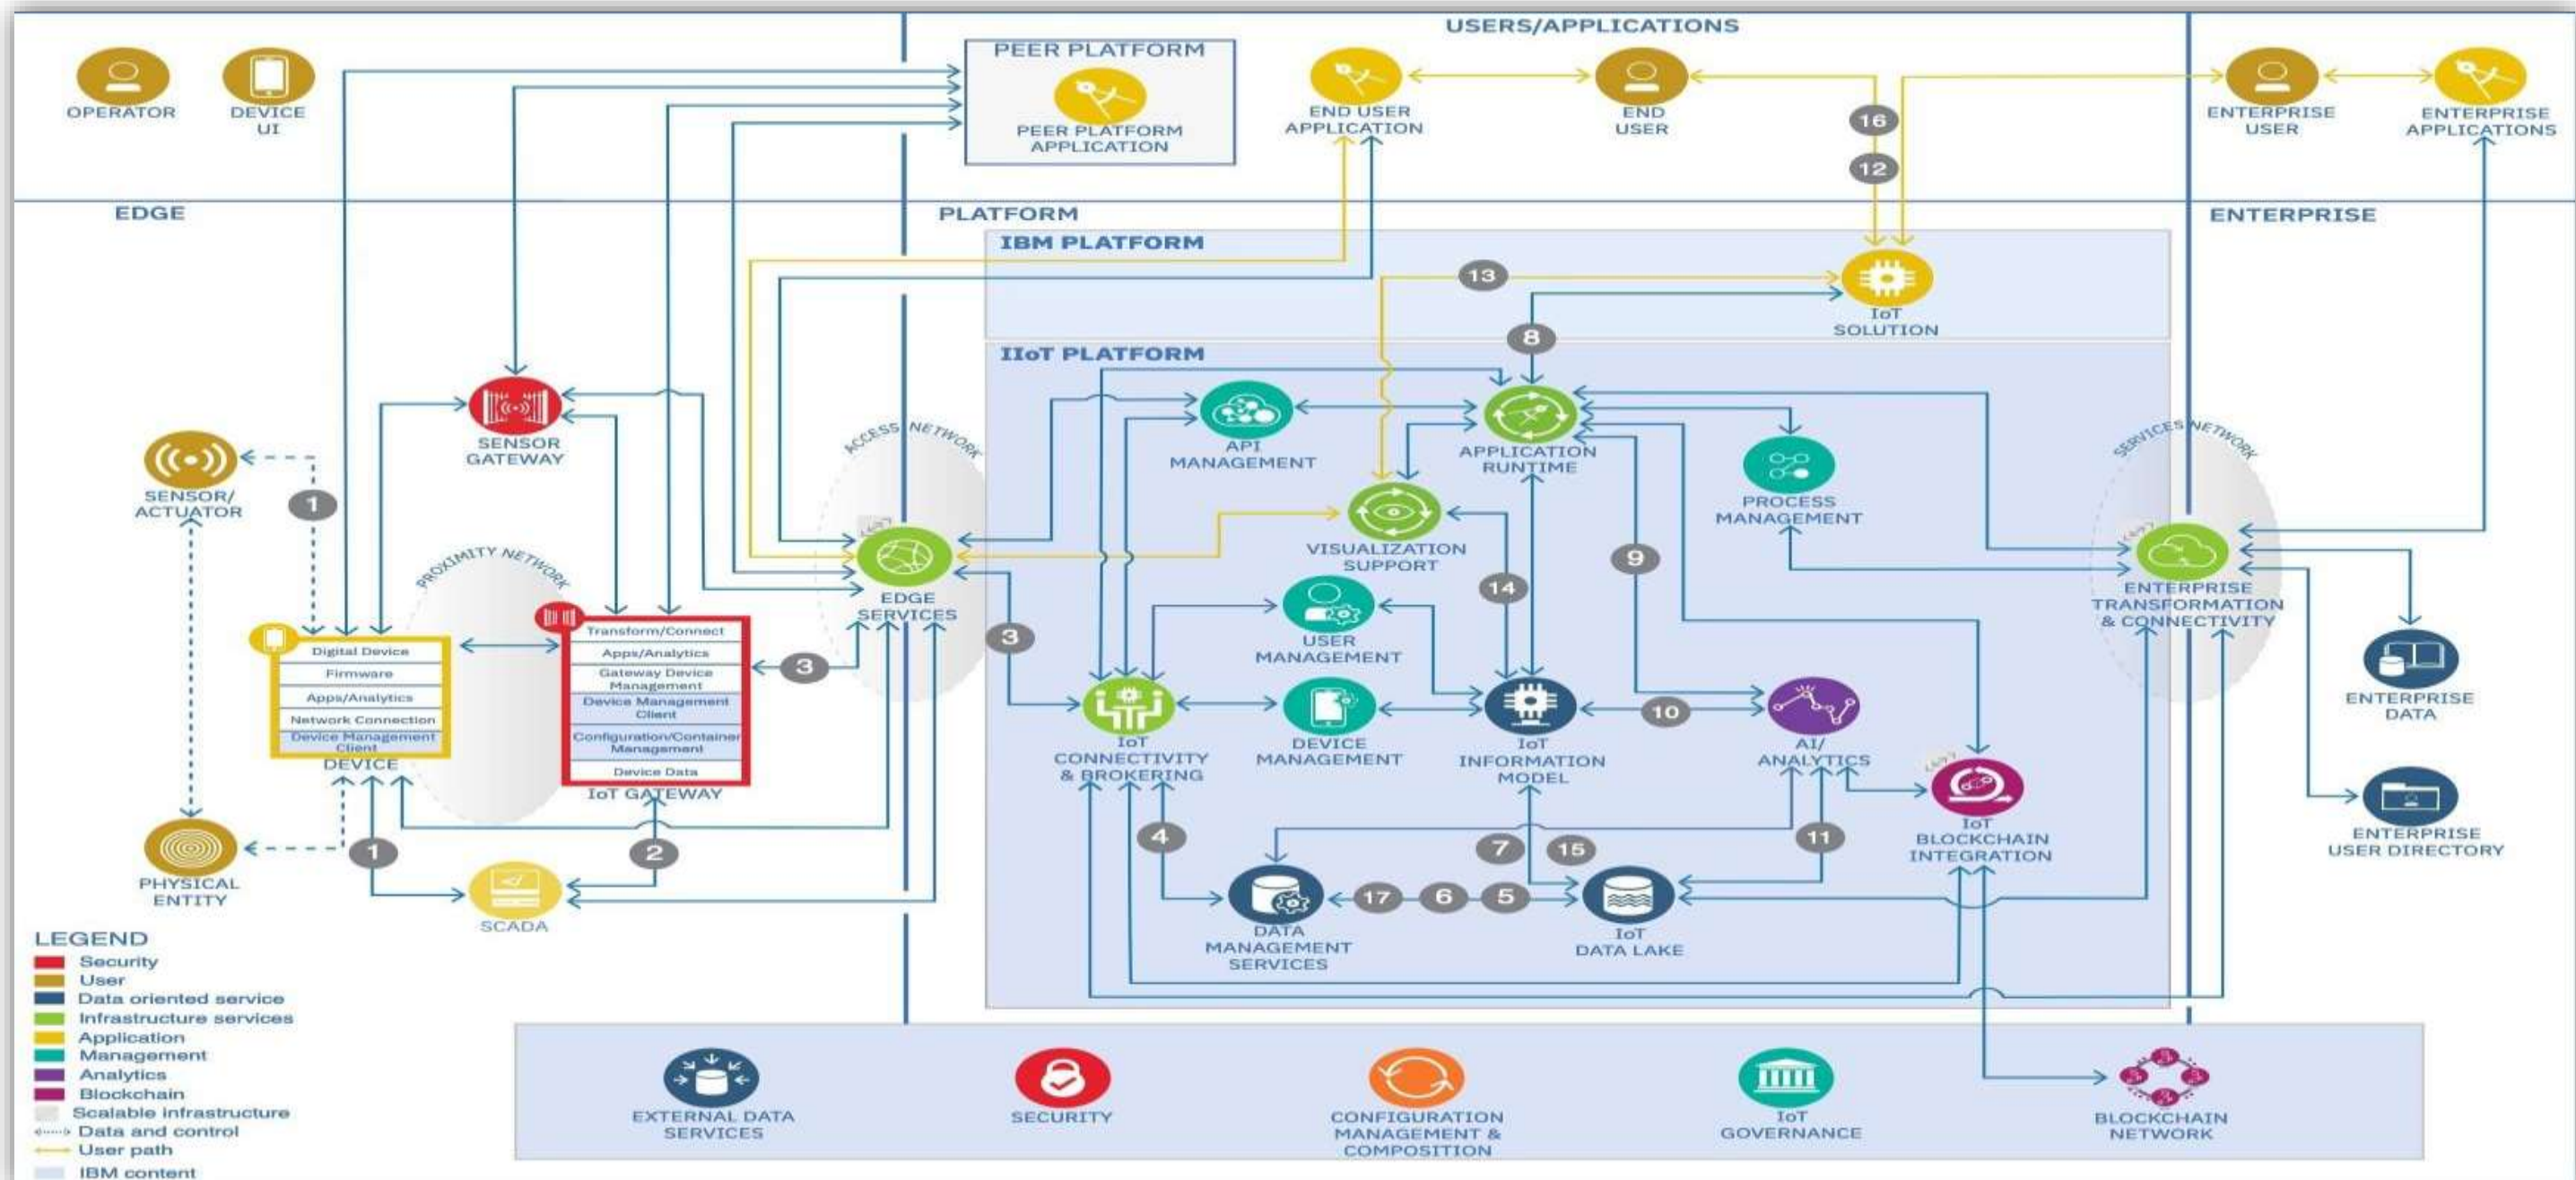 USERS/APPLICATIONS
OPERATOR
DEVICE
UI
PEER PLATFORM
PEER PLATFORM
APPLICATION
END USER
APPLICATION
END
USER
16
12
ENTERPRISE
USER
ENTERPRISE
APPLICATIONS
EDGE
PLATFORM
ENTERPRISE
IBM PLATFORM
13
IoT
SOLUTION
8
IIoT PLATFORM
SENSOR
GATEWAY
SENSOR/
ACTUATOR
1
PROXIMITY NETWORK
ACCESS NETWORK
EDGE
SERVICES
API
MANAGEMENT
APPLICATION
RUNTIME
PROCESS
MANAGEMENT
VISUALIZATION
SUPPORT
9
14
SERVICES NETWORK
ENTERPRISE
TRANSFORMATION
& CONNECTIVITY
Digital Device
Firmware
Apps/Analytics
Network Connection
Device Management
Client
DEVICE
Transform/Connect
Apps/Analytics
Gateway Device
Management
Device Management
Client
Configuration/Container
Management
Device Data
IoT GATEWAY
3
3
USER
MANAGEMENT
IoT
CONNECTIVITY
& BROKERING
DEVICE
MANAGEMENT
IoT
INFORMATION
MODEL
10
AI/
ANALYTICS
ENTERPRISE
DATA
IoT
BLOCKCHAIN
INTEGRATION
ENTERPRISE
USER DIRECTORY
PHYSICAL
ENTITY
1
2
SCADA
4
7
15
11
17
6
5
DATA
MANAGEMENT
SERVICES
IoT
DATA LAKE
LEGEND
Security
User
Data oriented service
Infrastructure services
Application
Management
Analytics
Blockchain
Scalable infrastructure
Data and control
User path
IBM content
EXTERNAL DATA
SERVICES
SECURITY
CONFIGURATION
MANAGEMENT &
COMPOSITION
IoT
GOVERNANCE
BLOCKCHAIN
NETWORK